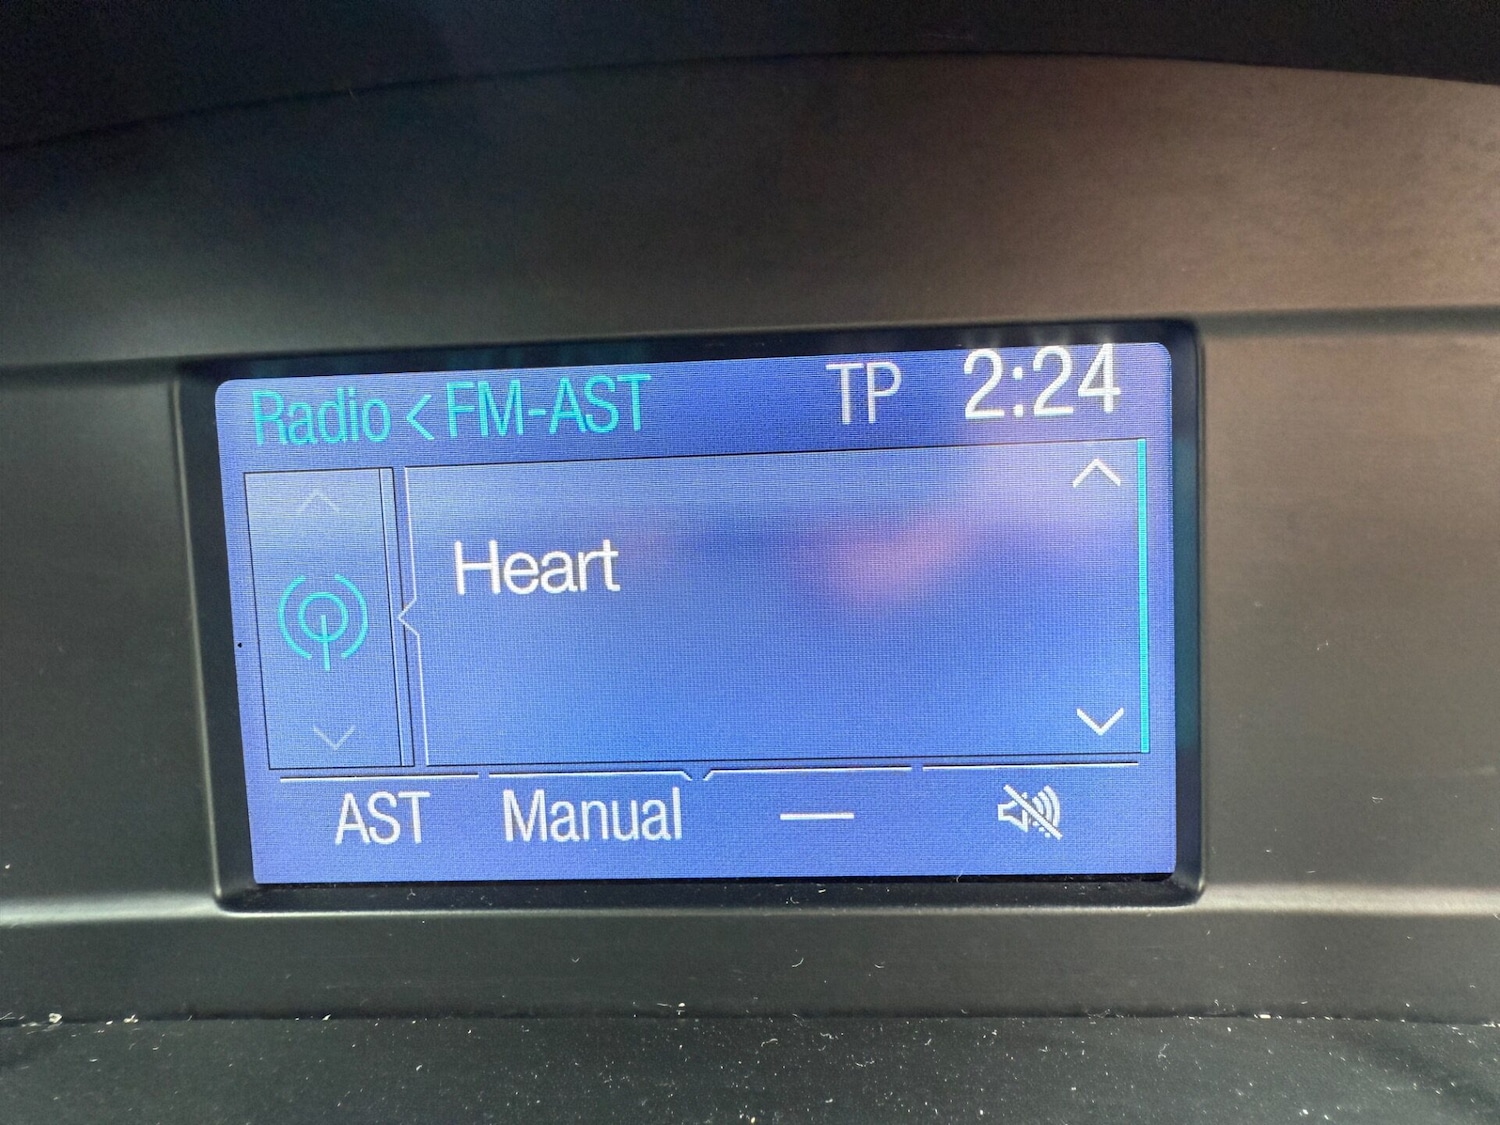 Radio < FM-AST TP 2:24
Heart
AST Manual —